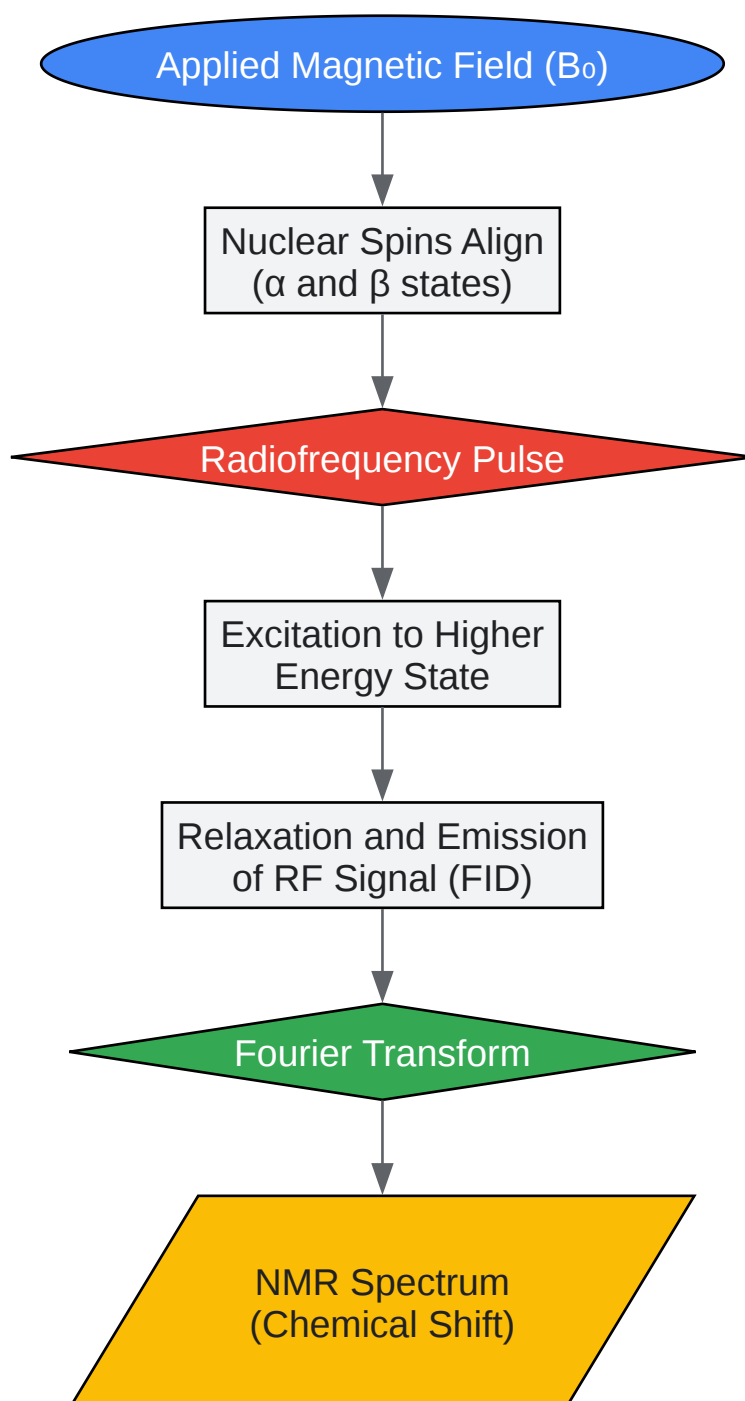 Applied Magnetic Field (B₀)
Nuclear Spins Align
(α and β states)
Radiofrequency Pulse
Excitation to Higher
Energy State
Relaxation and Emission
of RF Signal (FID)
Fourier Transform
NMR Spectrum
(Chemical Shift)